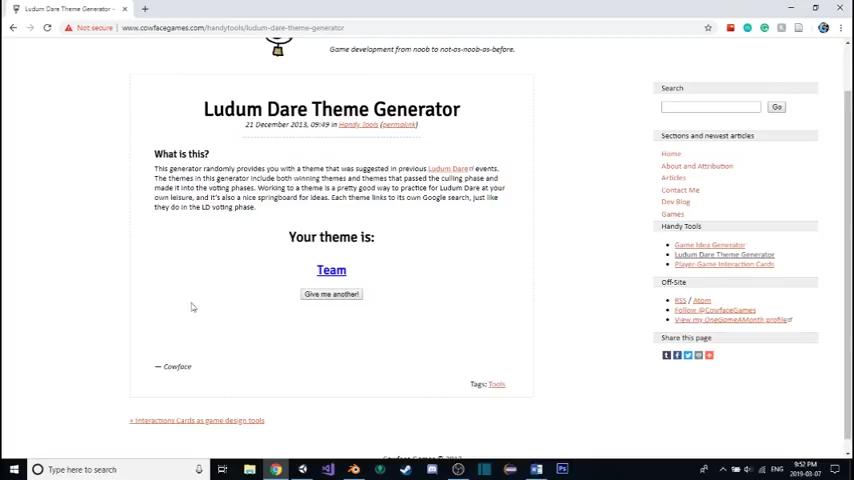 Ludum Dare Theme Generator -
Not secure | www.cowfacegames.com/handytools/ludum-dare-theme-generator
Game development from noob to not-as-noob-as-before.
Ludum Dare Theme Generator
21 December 2013, 09:49 in Handy Tools (permalink)
What is this?
This generator randomly provides you with a theme that was suggested in previous Ludum Dare events.
The themes in this generator include both winning themes and themes that passed the culling phase and
made it into the voting phases. Working to a theme is a pretty good way to practice for Ludum Dare at your
own leisure, and it's also a nice springboard for ideas. Each theme links to its own Google search, just like
they do in the LD voting phase.
Your theme is:
Team
Give me another!
— Cowface
Tags: Tools
« Interactions Cards as game design tools
Search
Go
Sections and newest articles
Home
About and Attribution
Articles
Contact Me
Dev Blog
Games
Handy Tools
Game Idea Generator
Ludum Dare Theme Generator
Player-Game Interaction Cards
Off-Site
RSS / Atom
Follow @CowfaceGames
View my OneGameAMonth profile
Share this page
Cowface Games © 2013
Type here to search
ENG
9:52 PM
2019-03-07